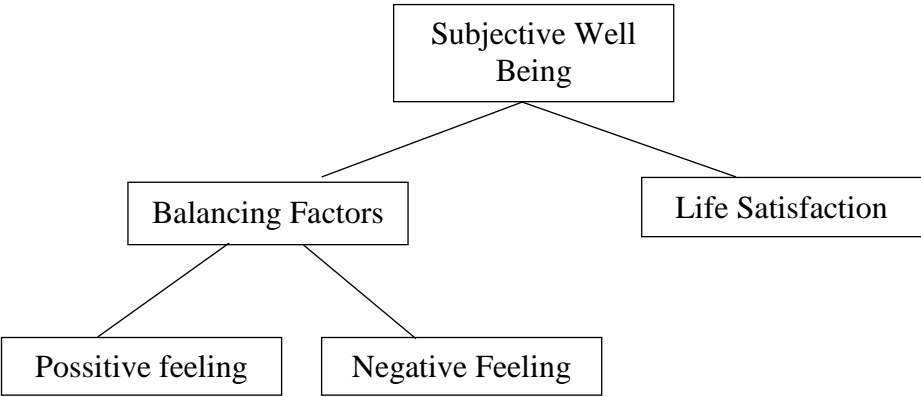 Subjective Well
Being
Balancing Factors
Life Satisfaction
Possitive feeling
Negative Feeling